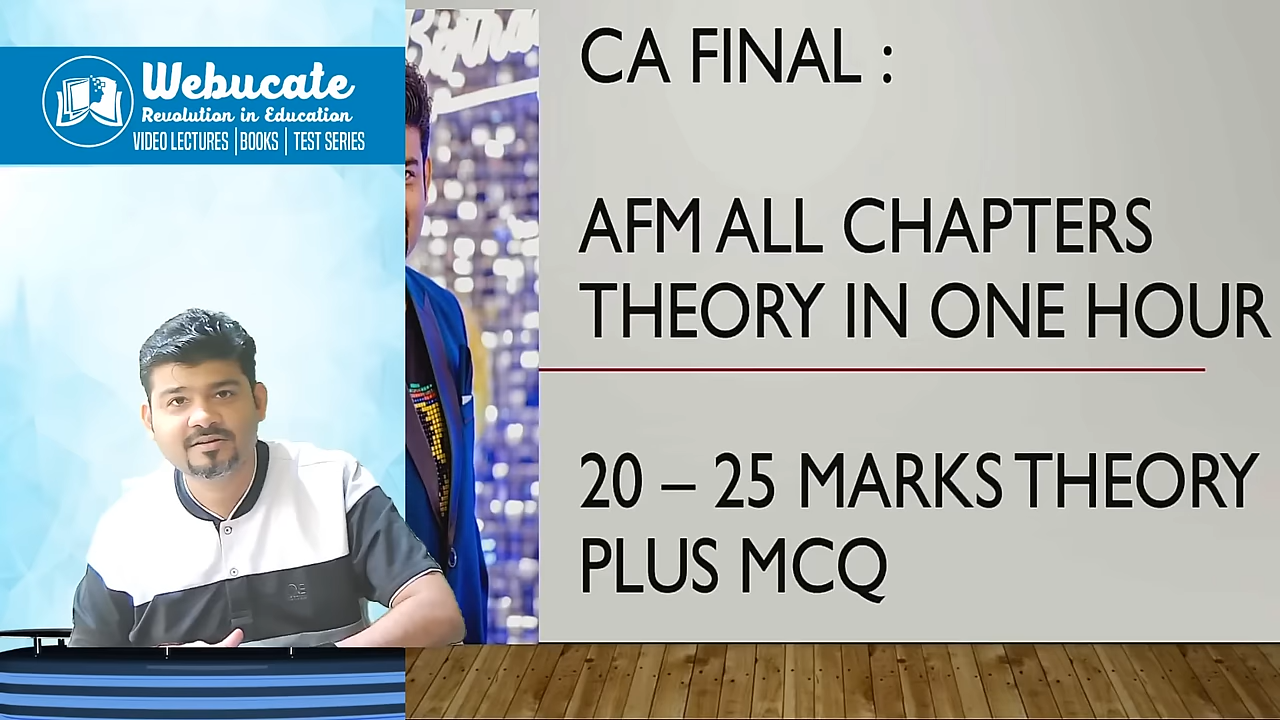 Webucate
Revolution in Education
VIDEO LECTURES | BOOKS | TEST SERIES
CA FINAL :
AFM ALL CHAPTERS
THEORY IN ONE HOUR
20 – 25 MARKS THEORY
PLUS MCQ